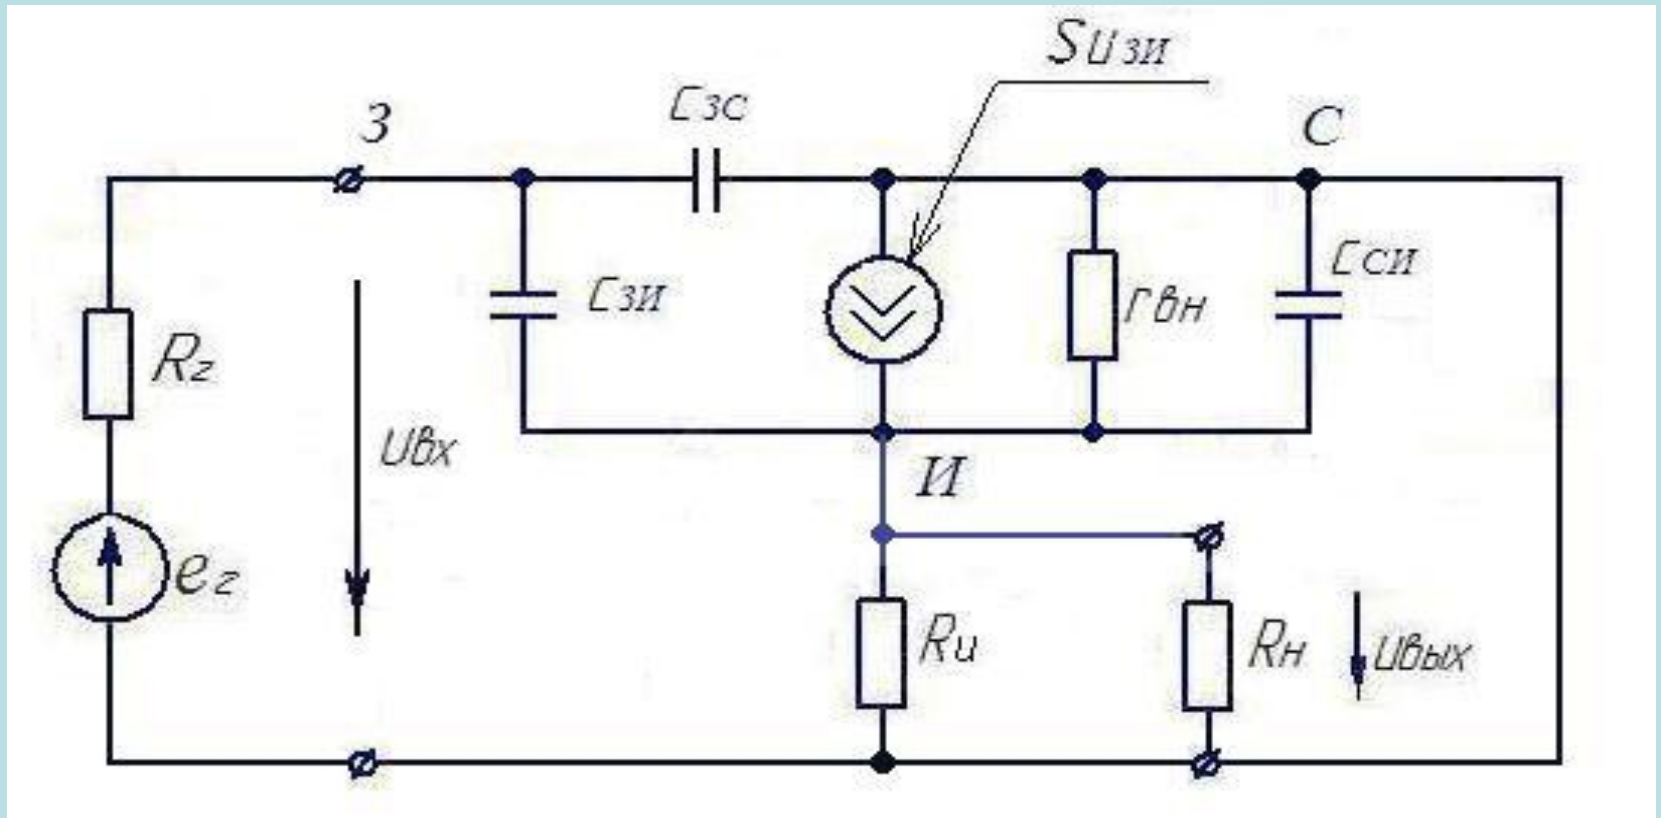 Suзи
Cзс
З
С
Cзи
rвн
Cси
Rг
Uвх
И
eг
Rи
Rн
Uвых